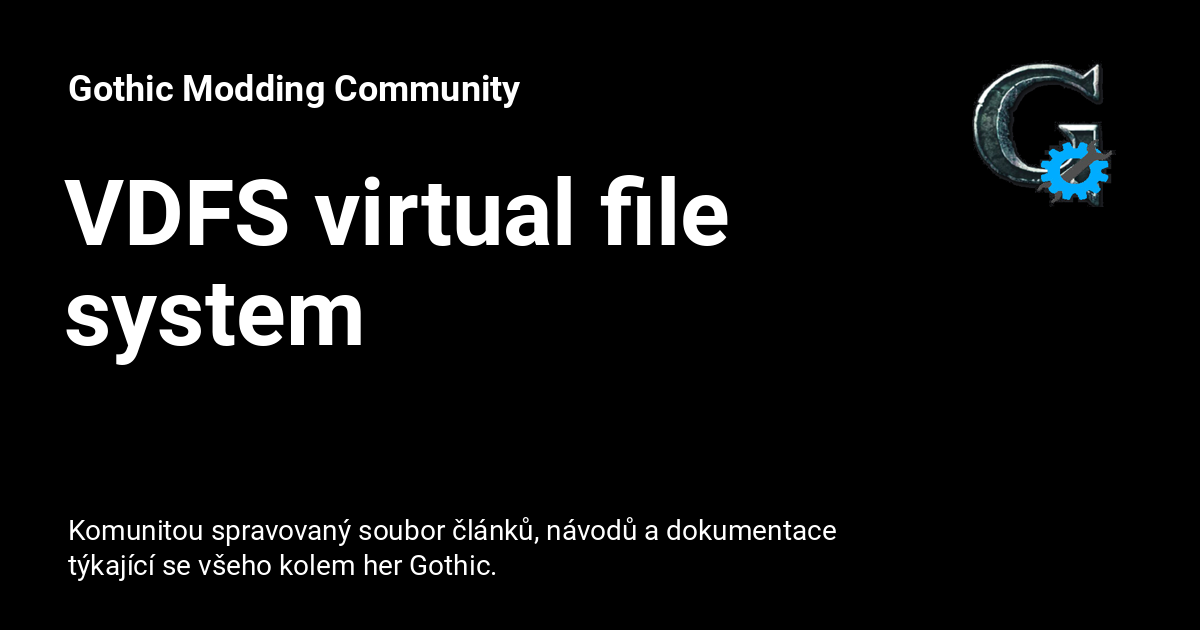 Gothic Modding Community
VDFS virtual file
system
Komunitou spravovaný soubor článků, návodů a dokumentace
týkající se všeho kolem her Gothic.